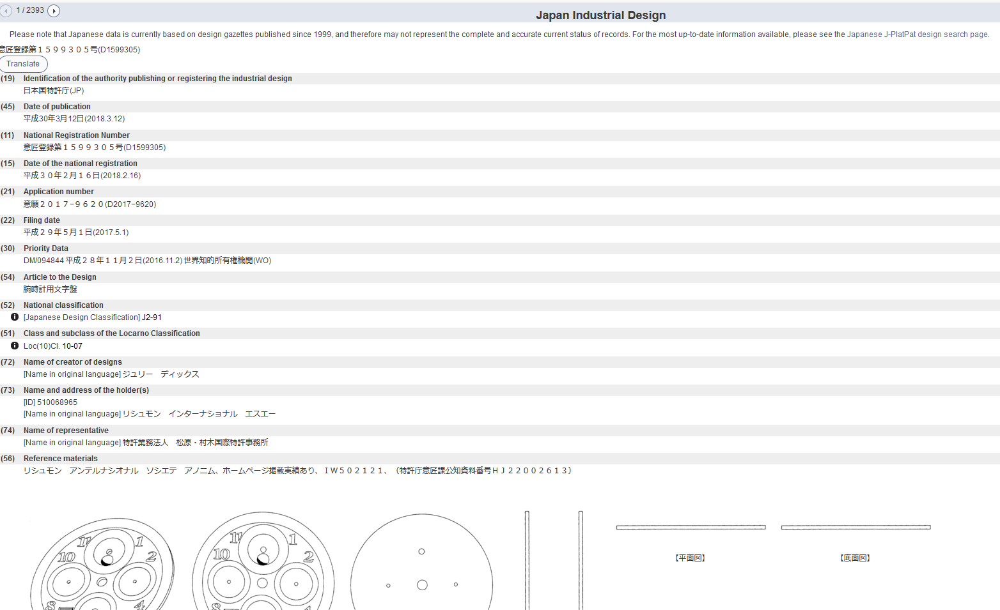 1 / 2393
Japan Industrial Design
Please note that Japanese data is currently based on design gazettes published since 1999, and therefore may not represent the complete and accurate current status of records. For the most up-to-date information available, please see the Japanese J-PlatPat design search page.
意匠登録第１５９９３０５号(D1599305)
Translate
(19) Identification of the authority publishing or registering the industrial design
日本国特許庁(JP)
(45) Date of publication
平成30年3月12日(2018.3.12)
(11) National Registration Number
意匠登録第１５９９３０５号(D1599305)
(15) Date of the national registration
平成３０年２月１６日(2018.2.16)
(21) Application number
意願２０１７−９６２０(D2017−9620)
(22) Filing date
平成２９年５月１日(2017.5.1)
(30) Priority Data
DM/094844 平成２８年１１月２日(2016.11.2) 世界知的所有権機関(WO)
(54) Article to the Design
腕時計用文字盤
(52) National classification
[Japanese Design Classification] J2-91
(51) Class and subclass of the Locarno Classification
Loc(10)Cl. 10-07
(72) Name of creator of designs
[Name in original language] ジュリー　ディックス
(73) Name and address of the holder(s)
[ID] 510068965
[Name in original language] リシュモン　インターナショナル　エスエー
(74) Name of representative
[Name in original language] 特許業務法人　松原・村木国際特許事務所
(56) Reference materials
リシュモン　アンテルナシオナル　ソシエテ　アノニム、ホームページ掲載実績あり、ＩＷ５０２１２１、（特許庁意匠課公知資料番号ＨＪ２２００２６１３）
11 1
10 2
8 4
11 1
10 2
8 4
【平面図】
【底面図】